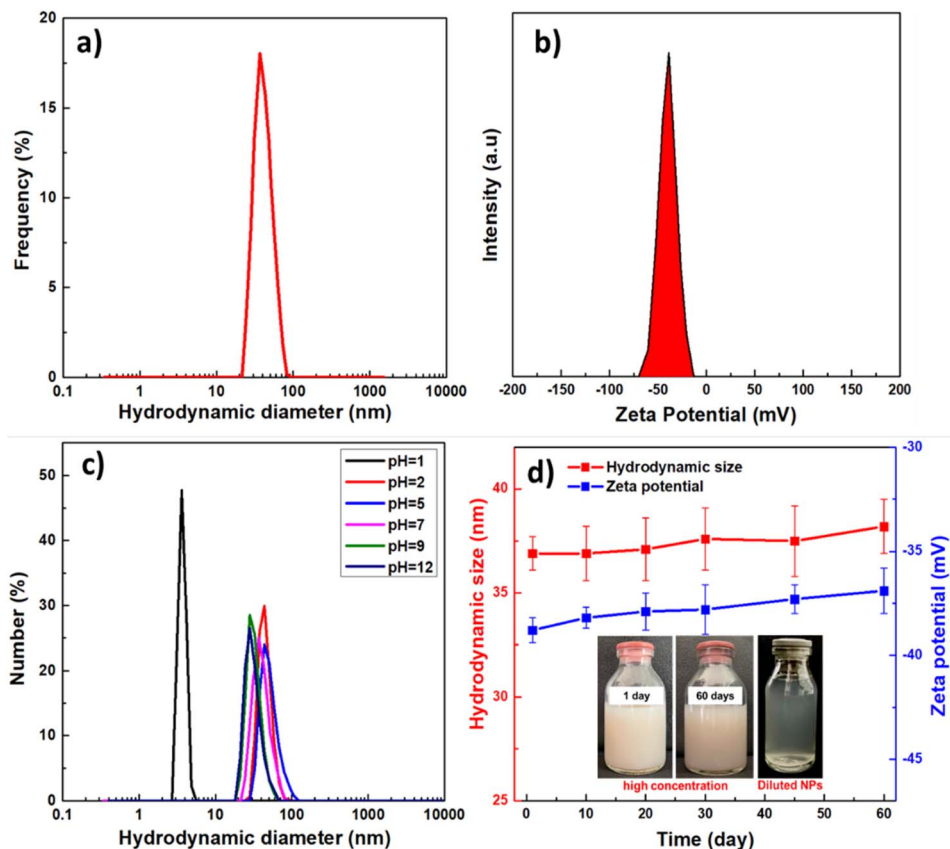 a)
20
15
10
5
0
Frequency (%)
0.1 1 10 100 1000 10000
Hydrodynamic diameter (nm)
b)
Intensity (a.u)
-200 -150 -100 -50 0 50 100 150 200
Zeta Potential (mV)
c)
pH=1
pH=2
pH=5
pH=7
pH=9
pH=12
50
40
30
20
10
0
Number (%)
0.1 1 10 100 1000 10000
Hydrodynamic diameter (nm)
d)
Hydrodynamic size
Zeta potential
40
35
30
25
Hydrodynamic size (nm)
-30
-35
-40
-45
Zeta potential (mV)
1 day
60 days
high concentration
Diluted NPs
0 10 20 30 40 50 60
Time (day)